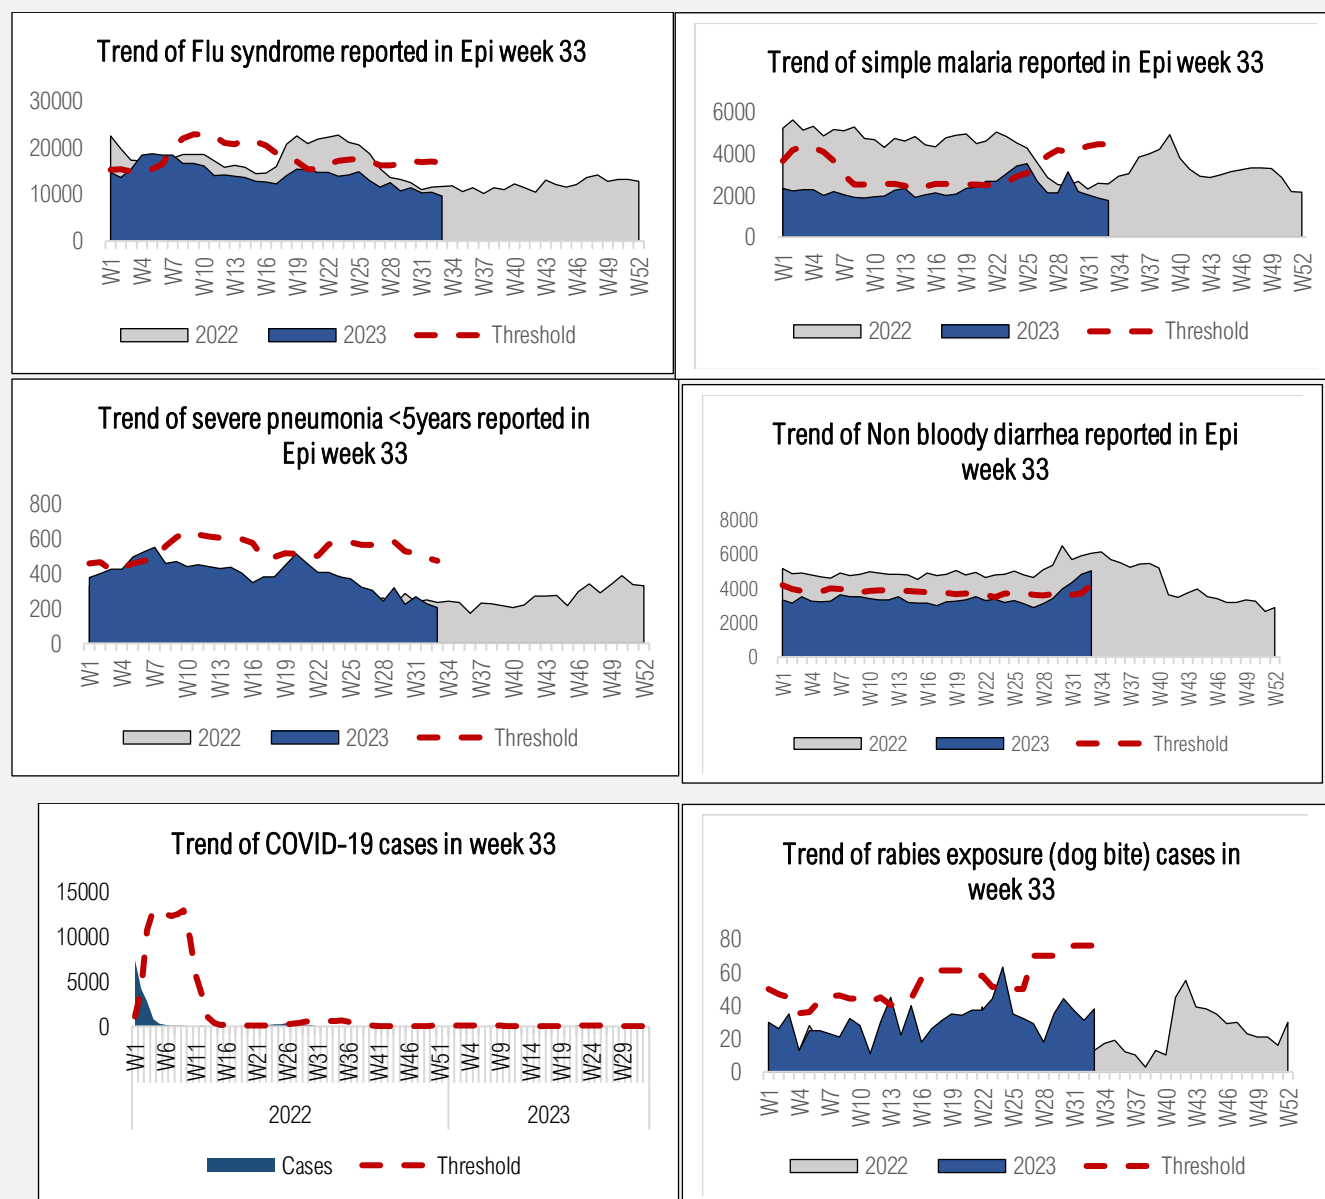 Trend of Flu syndrome reported in Epi week 33
30000
20000
10000
0
W1 W4 W7 W10 W13 W16 W19 W22 W25 W28 W31 W34 W37 W40 W43 W46 W49 W52
2022 2023 Threshold
Trend of simple malaria reported in Epi week 33
6000
4000
2000
0
W1 W4 W7 W10 W13 W16 W19 W22 W25 W28 W31 W34 W37 W40 W43 W46 W49 W52
2022 2023 Threshold
Trend of severe pneumonia <5years reported in
Epi week 33
800
600
400
200
0
W1 W4 W7 W10 W13 W16 W19 W22 W25 W28 W31 W34 W37 W40 W43 W46 W49 W52
2022 2023 Threshold
Trend of Non bloody diarrhea reported in Epi
week 33
8000
6000
4000
2000
0
W1 W4 W7 W10 W13 W16 W19 W22 W25 W28 W31 W34 W37 W40 W43 W46 W49 W52
2022 2023 Threshold
Trend of COVID-19 cases in week 33
15000
10000
5000
0
W1 W6 W11 W16 W21 W26 W31 W36 W41 W46 W51 W4 W9 W14 W19 W24 W29
2022 2023
Cases Threshold
Trend of rabies exposure (dog bite) cases in
week 33
80
60
40
20
0
W1 W4 W7 W10 W13 W16 W19 W22 W25 W28 W31 W34 W37 W40 W43 W46 W49 W52
2022 2023 Threshold